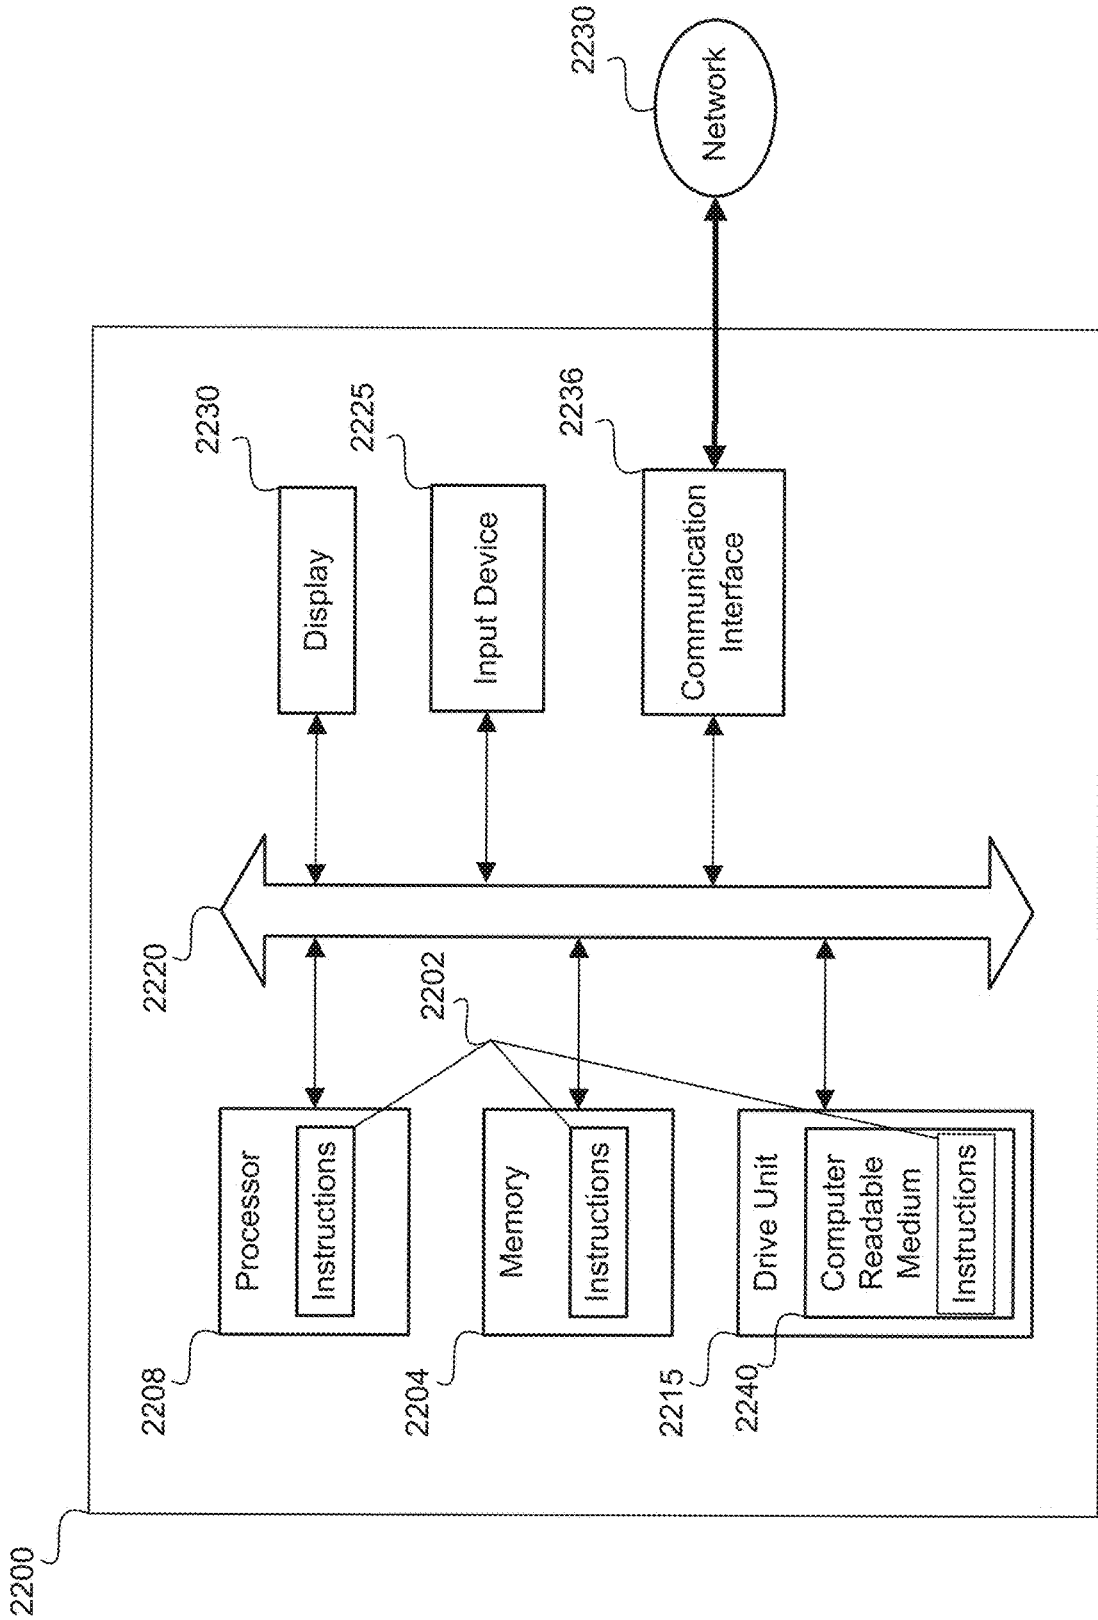 2200
2208
Processor
Instructions
2204
Memory
Instructions
2215
Drive Unit
2240
Computer
Readable
Medium
Instructions
2202
2220
2230
Display
2225
Input Device
2236
Communication
Interface
2230
Network